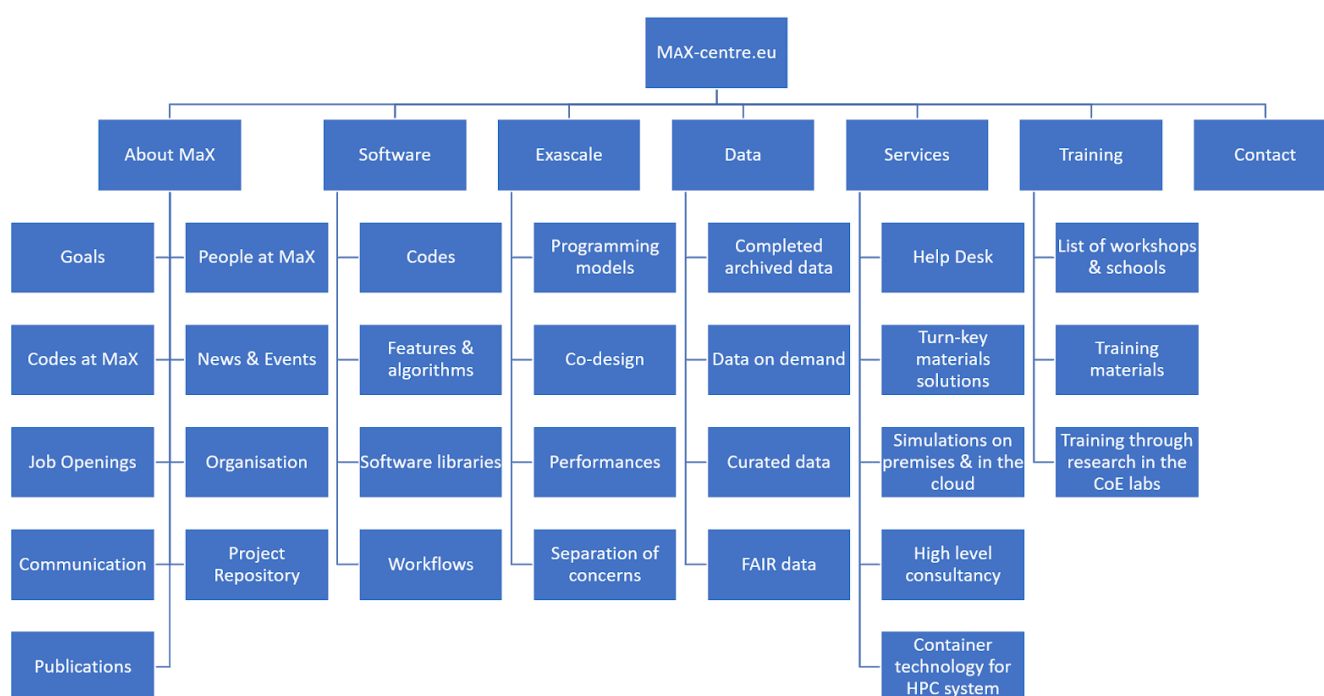 MAX-centre.eu
About MaX
Software
Exascale
Data
Services
Training
Contact
Goals
People at MaX
Codes
Programming
models
Completed
archived data
Help Desk
List of workshops
& schools
Codes at MaX
News & Events
Features &
algorithms
Co-design
Data on demand
Turn-key
materials
solutions
Training
materials
Job Openings
Organisation
Software libraries
Performances
Curated data
Simulations on
premises & in the
cloud
Training through
research in the
CoE labs
Communication
Project
Repository
Workflows
Separation of
concerns
FAIR data
High level
consultancy
Publications
Container
technology for
HPC system